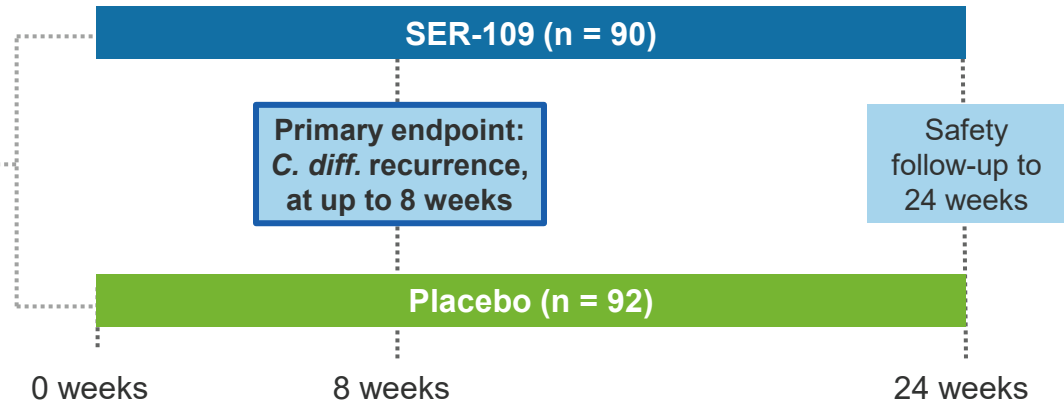 SER-109 (n = 90)
Primary endpoint:
C. diff. recurrence,
at up to 8 weeks
Safety
follow-up to
24 weeks
Placebo (n = 92)
0 weeks
8 weeks
24 weeks